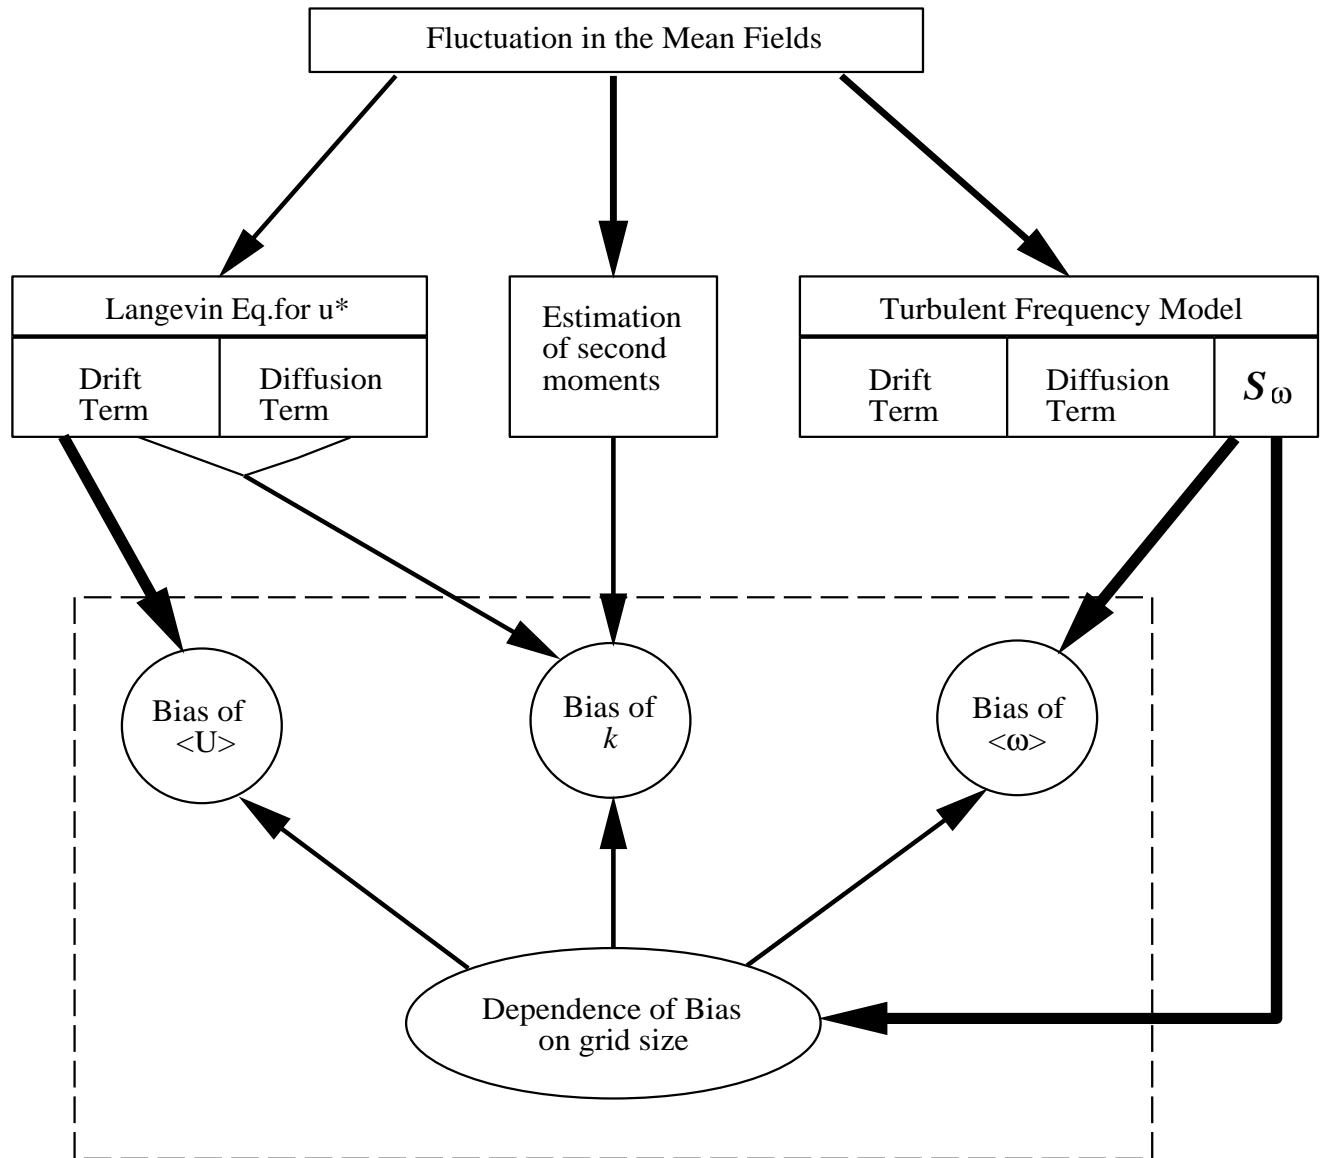 Fluctuation in the Mean Fields
Langevin Eq.for u*
Drift
Term
Diffusion
Term
Estimation
of second
moments
Turbulent Frequency Model
Drift
Term
Diffusion
Term
S ω
Bias of
<U>
Bias of
k
Bias of
<ω>
Dependence of Bias
on grid size